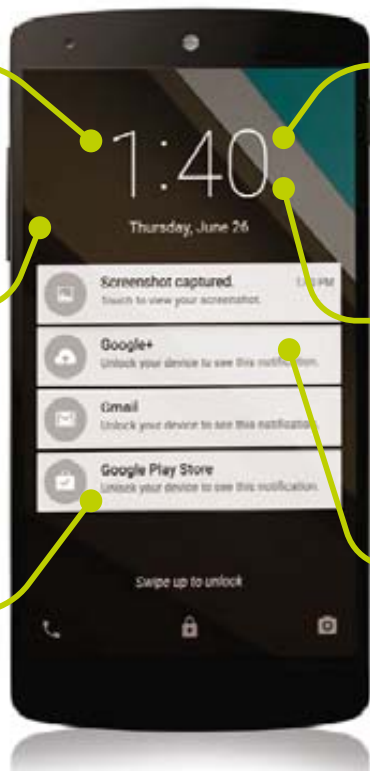 1:40
Thursday, June 26
Screenshot captured.
Touch to view your screenshot.
Google+
Unlock your device to see this notification.
Gmail
Unlock your device to see this notification.
Google Play Store
Unlock your device to see this notification.
Swipe up to unlock